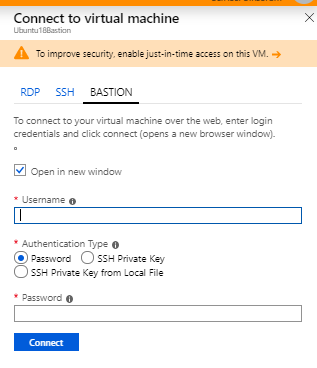 Connect to virtual machine
Ubuntu18Bastion
To improve security, enable just-in-time access on this VM. →
RDP SSH BASTION
To connect to your virtual machine over the web, enter login
credentials and click connect (opens a new browser window).
Open in new window
* Username
* Authentication Type
Password SSH Private Key
SSH Private Key from Local File
* Password
Connect